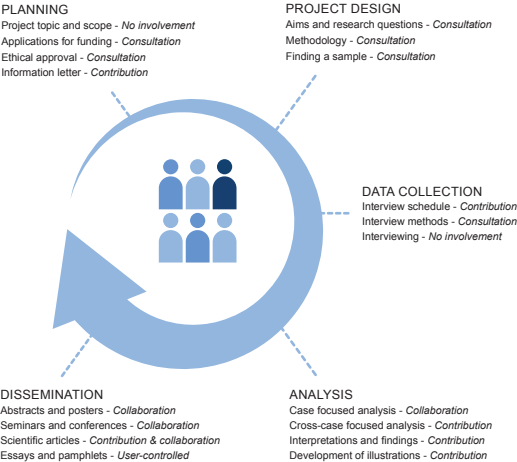 PLANNING
Project topic and scope - No involvement
Applications for funding - Consultation
Ethical approval - Consultation
Information letter - Contribution
PROJECT DESIGN
Aims and research questions - Consultation
Methodology - Consultation
Finding a sample - Consultation
DATA COLLECTION
Interview schedule - Contribution
Interview methods - Consultation
Interviewing - No involvement
DISSEMINATION
Abstracts and posters - Collaboration
Seminars and conferences - Collaboration
Scientific articles - Contribution & collaboration
Essays and pamphlets - User-controlled
ANALYSIS
Case focused analysis - Collaboration
Cross-case focused analysis - Contribution
Interpretations and findings - Contribution
Development of illustrations - Contribution